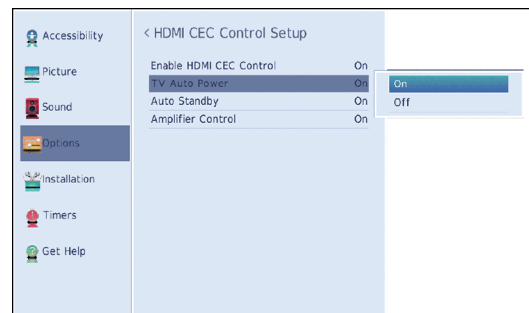 Accessibility
Picture
Sound
Options
Installation
Timers
Get Help
< HDMI CEC Control Setup
Enable HDMI CEC Control On
TV Auto Power On
Auto Standby On
Amplifier Control On
On
Off